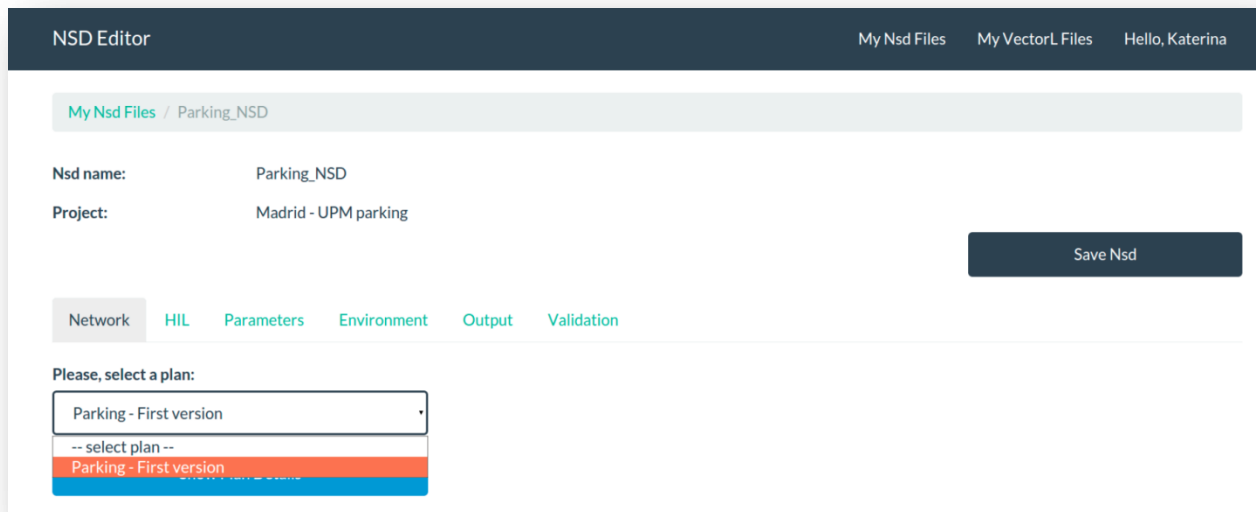 NSD Editor
My Nsd Files
My VectorL Files
Hello, Katerina
My Nsd Files / Parking_NSD
Nsd name:
Parking_NSD
Project:
Madrid - UPM parking
Save Nsd
Network
HIL
Parameters
Environment
Output
Validation
Please, select a plan:
Parking - First version
-- select plan --
Parking - First version